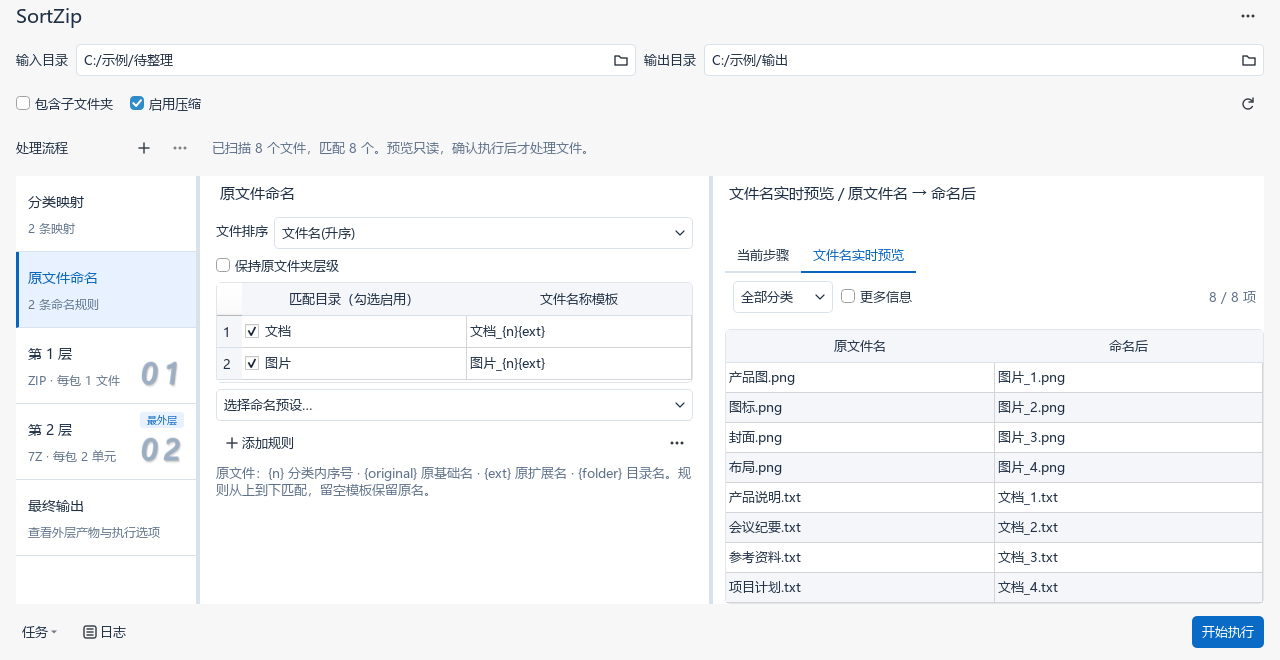 SortZip
输入目录 C:/示例/待整理 输出目录 C:/示例/输出
包含子文件夹 启用压缩
处理流程 已扫描 8 个文件，匹配 8 个。预览只读，确认执行后才处理文件。
分类映射
2 条映射
原文件命名
2 条命名规则
第 1 层
ZIP · 每包 1 文件
01
最外层
第 2 层
7Z · 每包 2 单元
02
最终输出
查看外层产物与执行选项
原文件命名
文件排序 文件名(升序)
保持原文件夹层级
匹配目录（勾选启用） 文件名称模板
1 文档 文档_{n}{ext}
2 图片 图片_{n}{ext}
选择命名预设...
添加规则
原文件：{n} 分类内序号 · {original} 原基础名 · {ext} 原扩展名 · {folder} 目录名。规
则从上到下匹配，留空模板保留原名。
文件名实时预览 / 原文件名 → 命名后
当前步骤 文件名实时预览
全部分类 更多信息 8 / 8 项
原文件名 命名后
产品图.png 图片_1.png
图标.png 图片_2.png
封面.png 图片_3.png
布局.png 图片_4.png
产品说明.txt 文档_1.txt
会议纪要.txt 文档_2.txt
参考资料.txt 文档_3.txt
项目计划.txt 文档_4.txt
任务 日志 开始执行